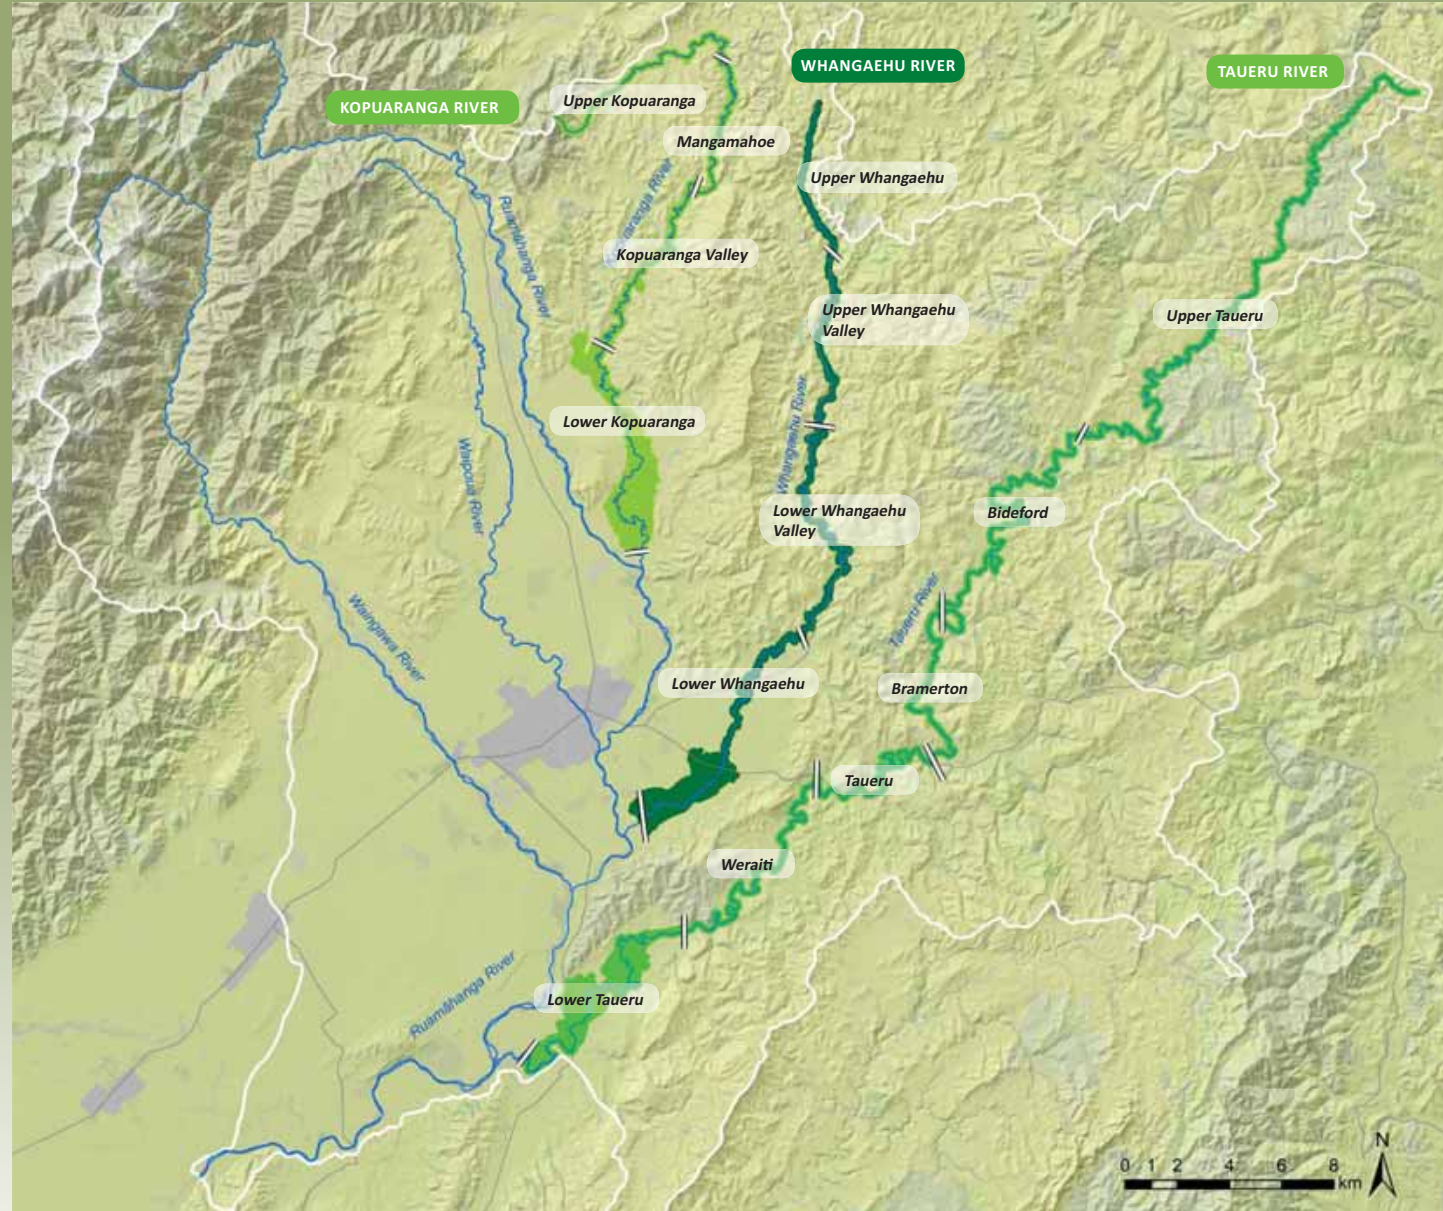 WHANGAEHU RIVER
TAUERU RIVER
KOPUARANGA RIVER
Upper Kopuaranga
Mangamahoe
Upper Whangaehu
Ruamāhanga River
Kopuaranga Valley
Upper Whangaehu
Valley
Upper Taueru
Lower Kopuaranga
Whangaehu River
Waipoua River
Lower Whangaehu
Valley
Bideford
Waingawa River
Taueru River
Lower Whangaehu
Bramerton
Taueru
Weraiti
Ruamāhanga River
Lower Taueru
N
0 1 2 4 6 8
km